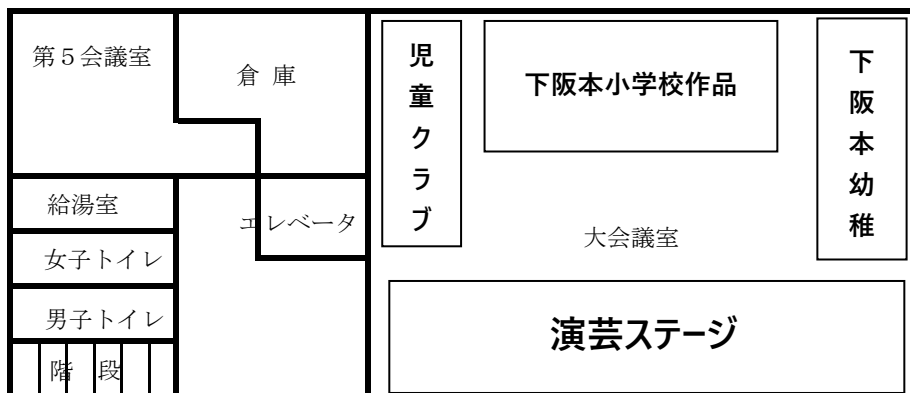 第５会議室
倉 庫
児童クラブ
下阪本小学校作品
下阪本幼稚
給湯室
エレベータ
大会議室
女子トイレ
男子トイレ
演芸ステージ
階 段